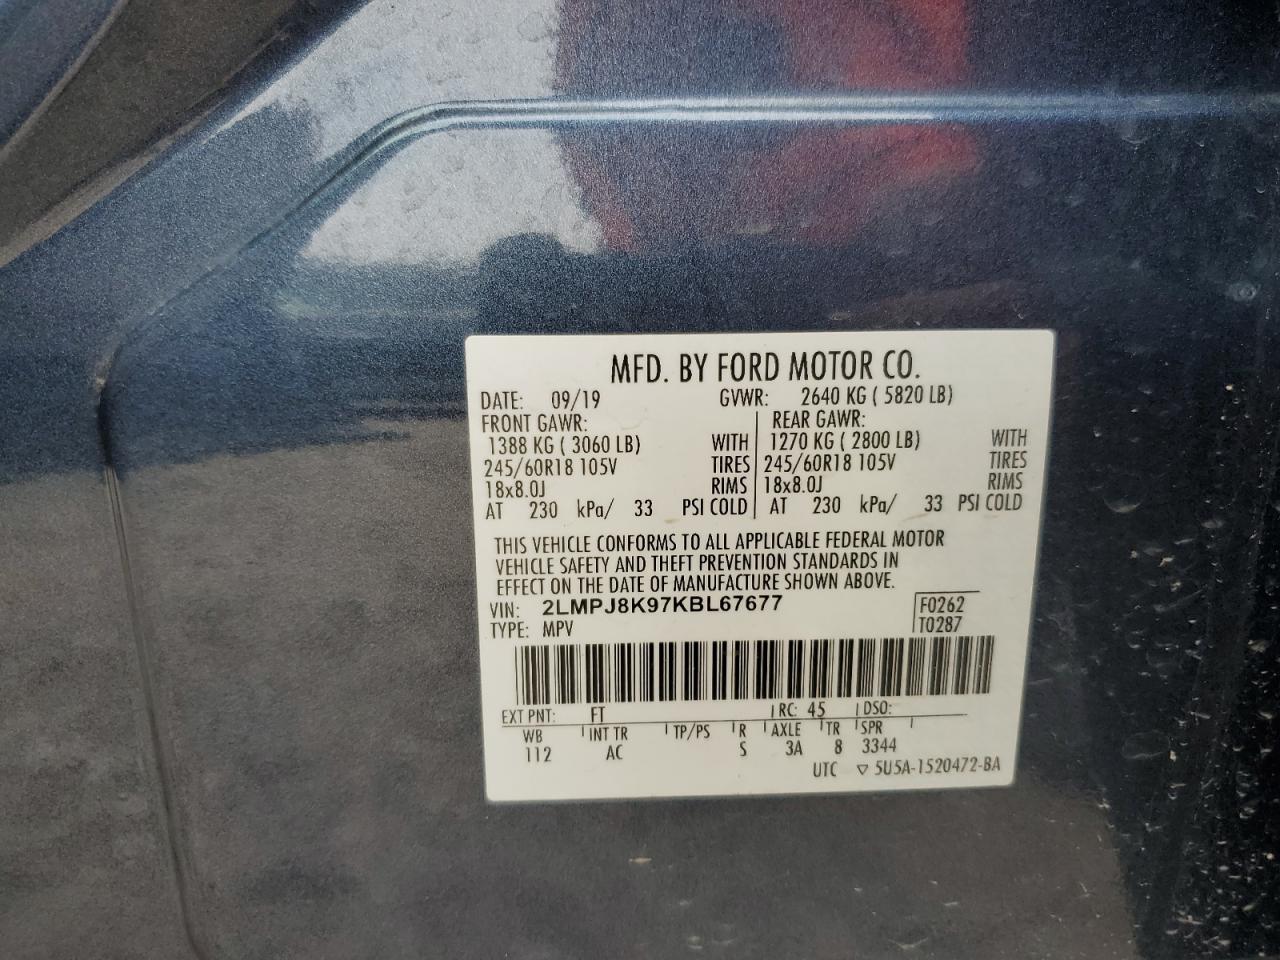 MFD. BY FORD MOTOR CO.
DATE: 09/19 GVWR: 2640 KG ( 5820 LB)
FRONT GAWR: REAR GAWR:
1388 KG ( 3060 LB) WITH 1270 KG ( 2800 LB) WITH
245/60R18 105V TIRES 245/60R18 105V TIRES
18x8.0J RIMS 18x8.0J RIMS
AT 230 kPa/ 33 PSI COLD AT 230 kPa/ 33 PSI COLD
THIS VEHICLE CONFORMS TO ALL APPLICABLE FEDERAL MOTOR
VEHICLE SAFETY AND THEFT PREVENTION STANDARDS IN
EFFECT ON THE DATE OF MANUFACTURE SHOWN ABOVE.
VIN: 2LMPJ8K97KBL67677 F0262
TYPE: MPV T0287
EXT PNT: FT RC: 45 DSO:
WB INT TR TP/PS R AXLE TR SPR
112 AC S 3A 8 3344
UTC ▽ 5U5A-1520472-BA